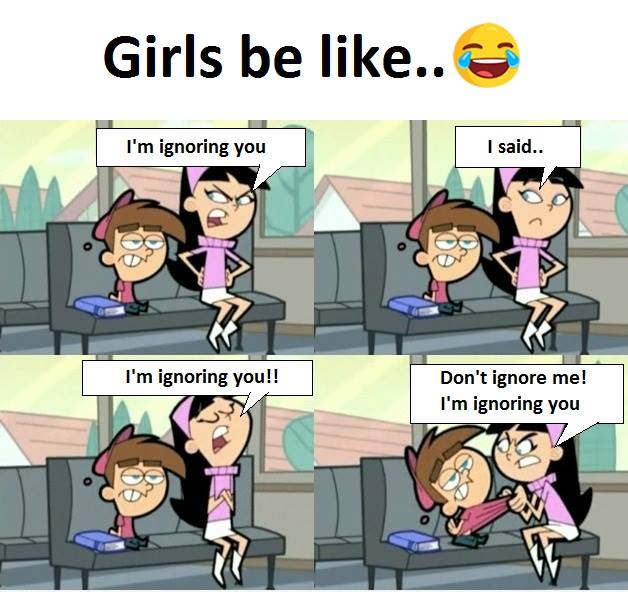 Girls be like..😂
I'm ignoring you
I said..
I'm ignoring you!!
Don't ignore me!
I'm ignoring you